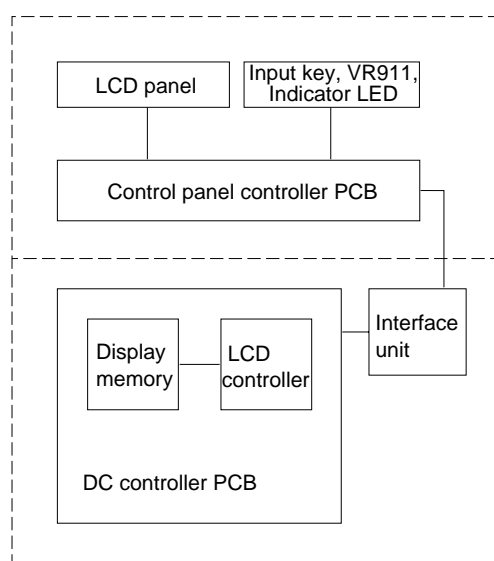 LCD panel
Input key, VR911,
Indicator LED
Control panel controller PCB
Display
memory
LCD
controller
Interface
unit
DC controller PCB